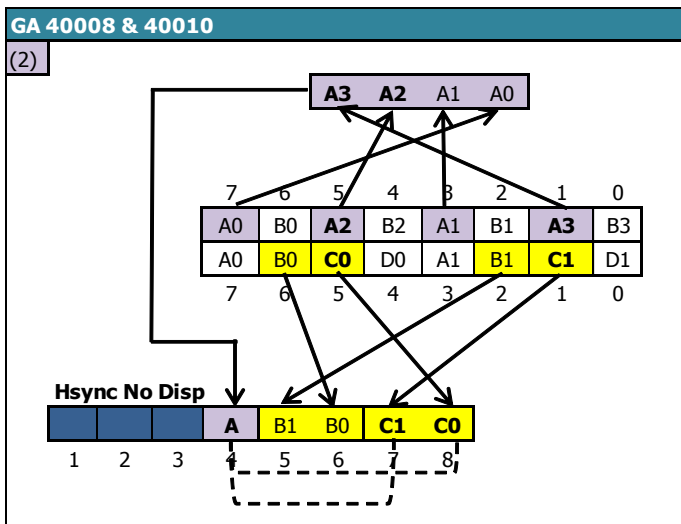 GA 40008 & 40010
(2)
A3 A2 A1 A0
7 6 5 4 3 2 1 0
A0 B0 A2 B2 A1 B1 A3 B3
A0 B0 C0 D0 A1 B1 C1 D1
7 6 5 4 3 2 1 0
Hsync No Disp
A B1 B0 C1 C0
1 2 3 4 5 6 7 8